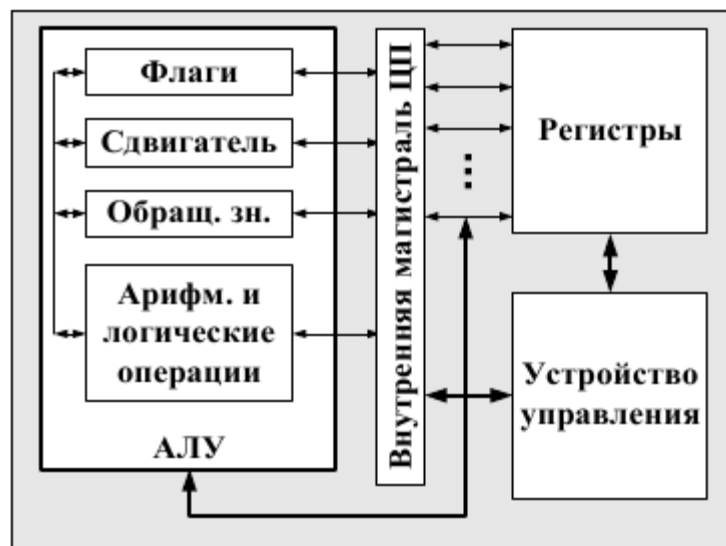 Флаги
Сдвигатель
Обращ. зн.
Арифм. и
логические
операции
АЛУ
Внутренняя магистраль ЦП
Регистры
Устройство
управления